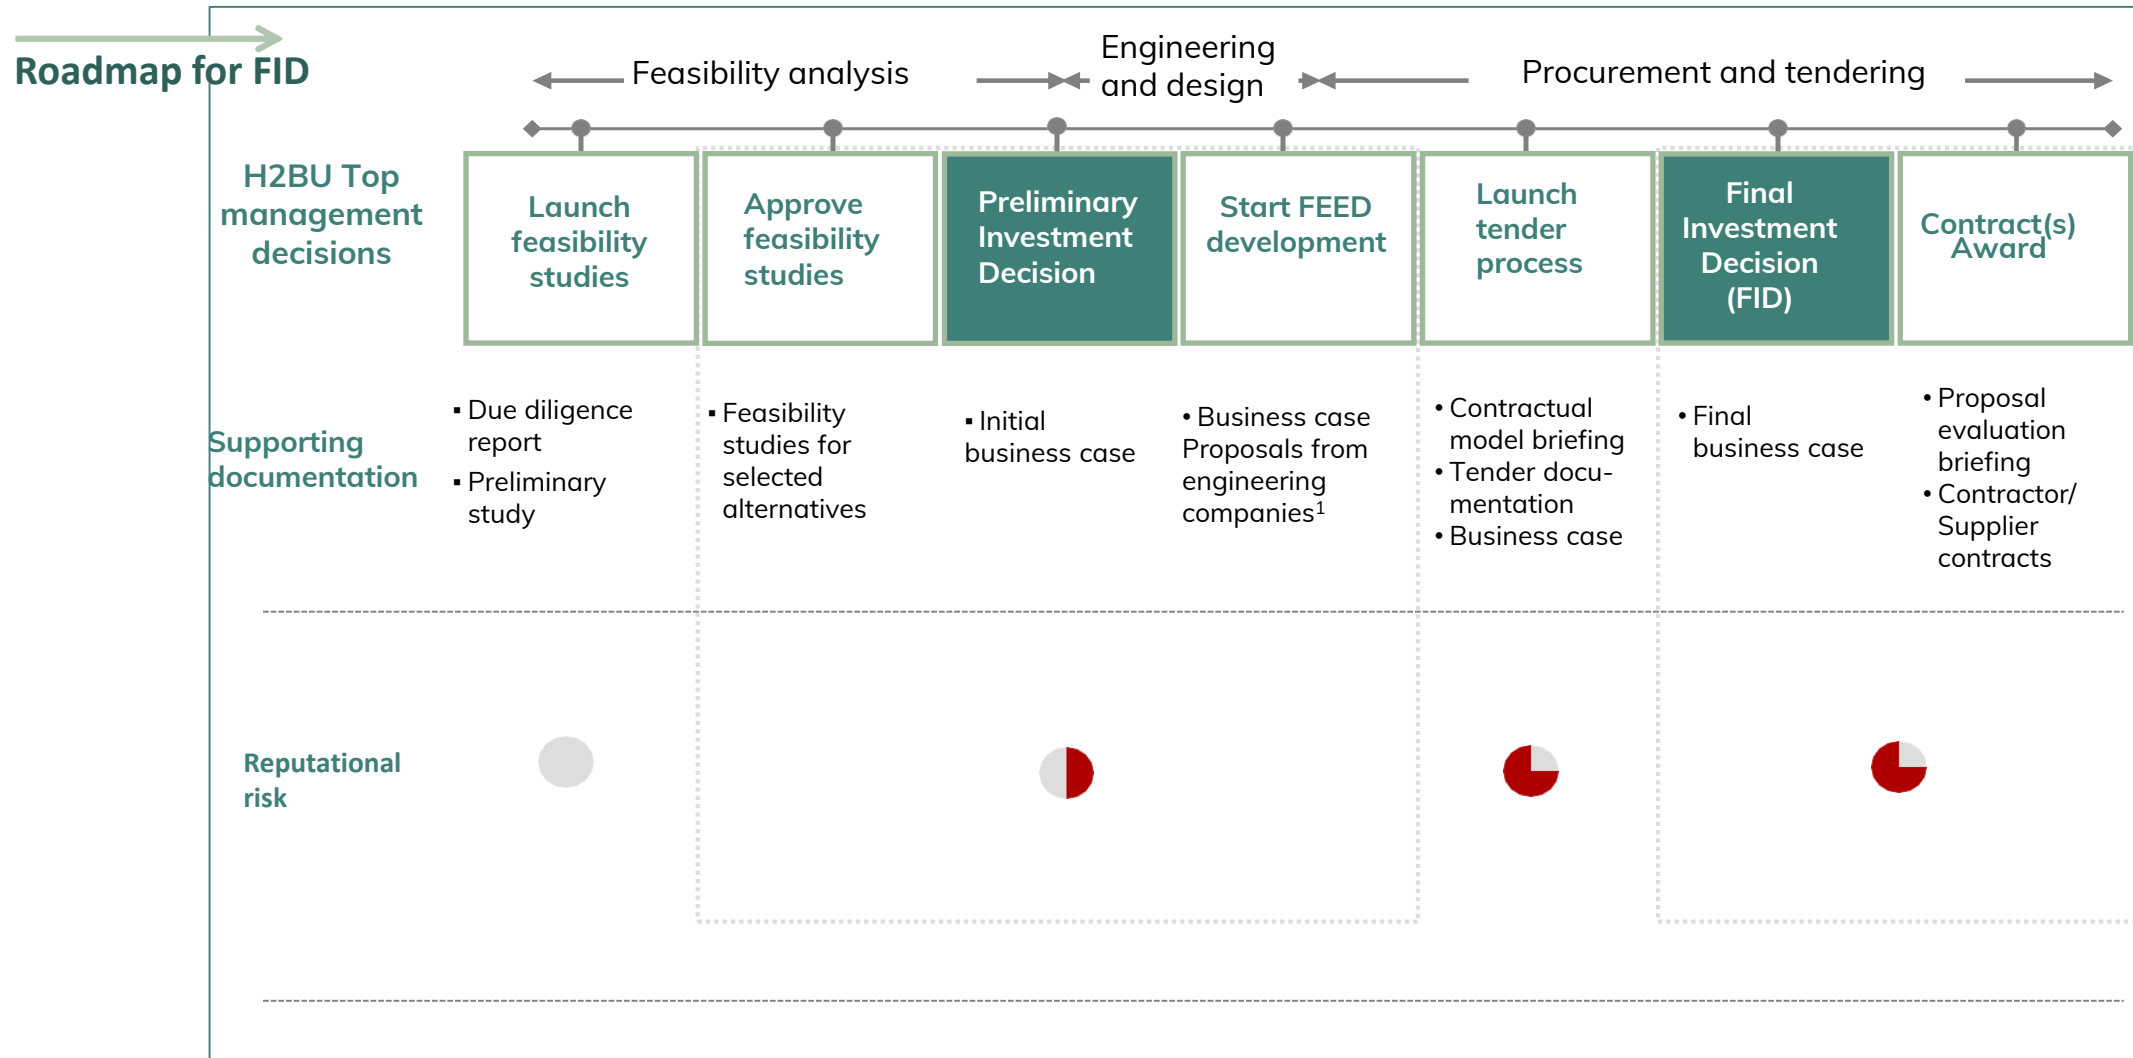 Roadmap for FID
Feasibility analysis
Engineering
and design
Procurement and tendering
H2BU Top
management
decisions
Launch
feasibility
studies
Approve
feasibility
studies
Preliminary
Investment
Decision
Start FEED
development
Launch
tender
process
Final
Investment
Decision
(FID)
Contract(s)
Award
Supporting
documentation
▪ Due diligence
report
▪ Preliminary
study
▪ Feasibility
studies for
selected
alternatives
▪ Initial
business case
• Business case
Proposals from
engineering
companies¹
• Contractual
model briefing
• Tender docu-
mentation
• Business case
• Final
business case
• Proposal
evaluation
briefing
• Contractor/
Supplier
contracts
Reputational
risk